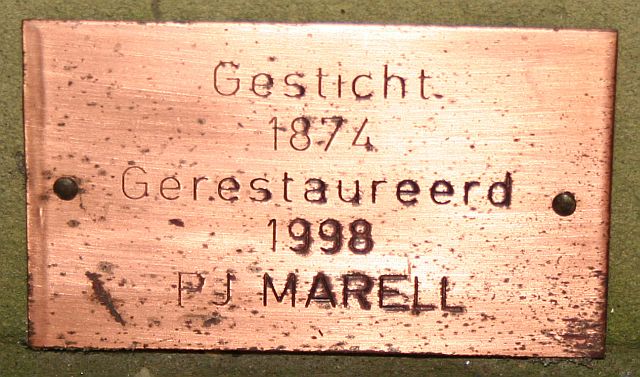 Gesticht
1874
Gerestaureerd
1998
PJ MARELL